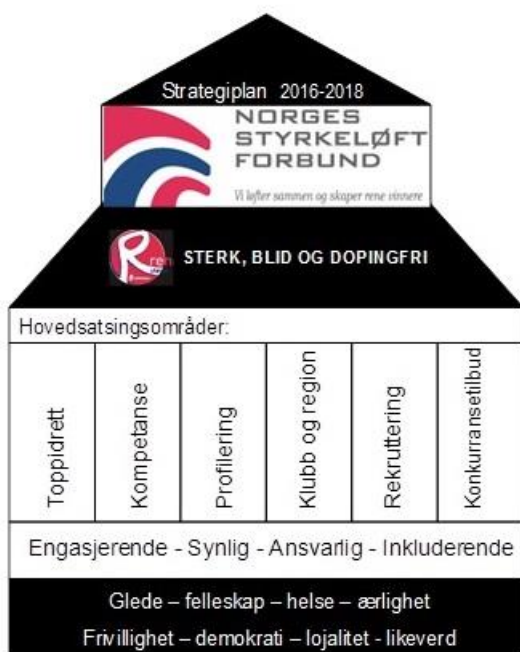 Strategiplan 2016-2018
NORGES
STYRKELØFT
FORBUND
Vi løfter sammen og skaper rene vinnere
R ren
STERK, BLID OG DOPINGFRI
Hovedsatsingsområder:
Toppidrett
Kompetanse
Profilering
Klubb og region
Rekruttering
Konkurransetilbud
Engasjerende - Synlig - Ansvarlig - Inkluderende
Glede – felleskap – helse – ærlighet
Frivillighet – demokrati – lojalitet - likeverd